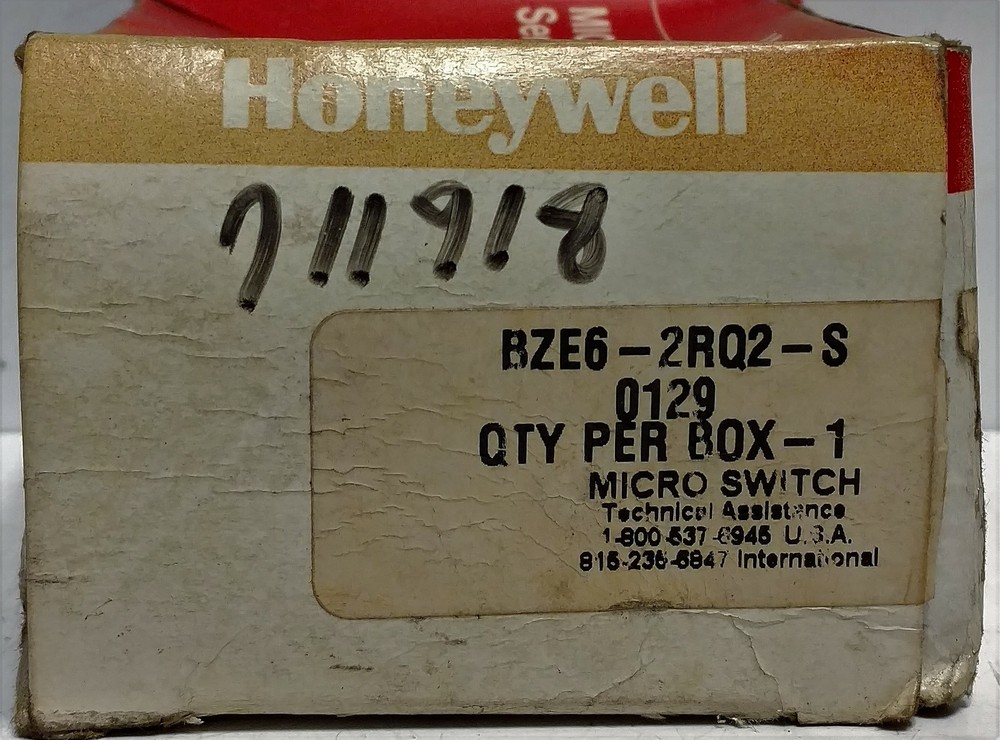 Honeywell
711918
BZE6-2RQ2-S
0129
QTY PER BOX-1
MICRO SWITCH
Technical Assistance
1-800-537-6945 U.S.A.
815-235-6847 International